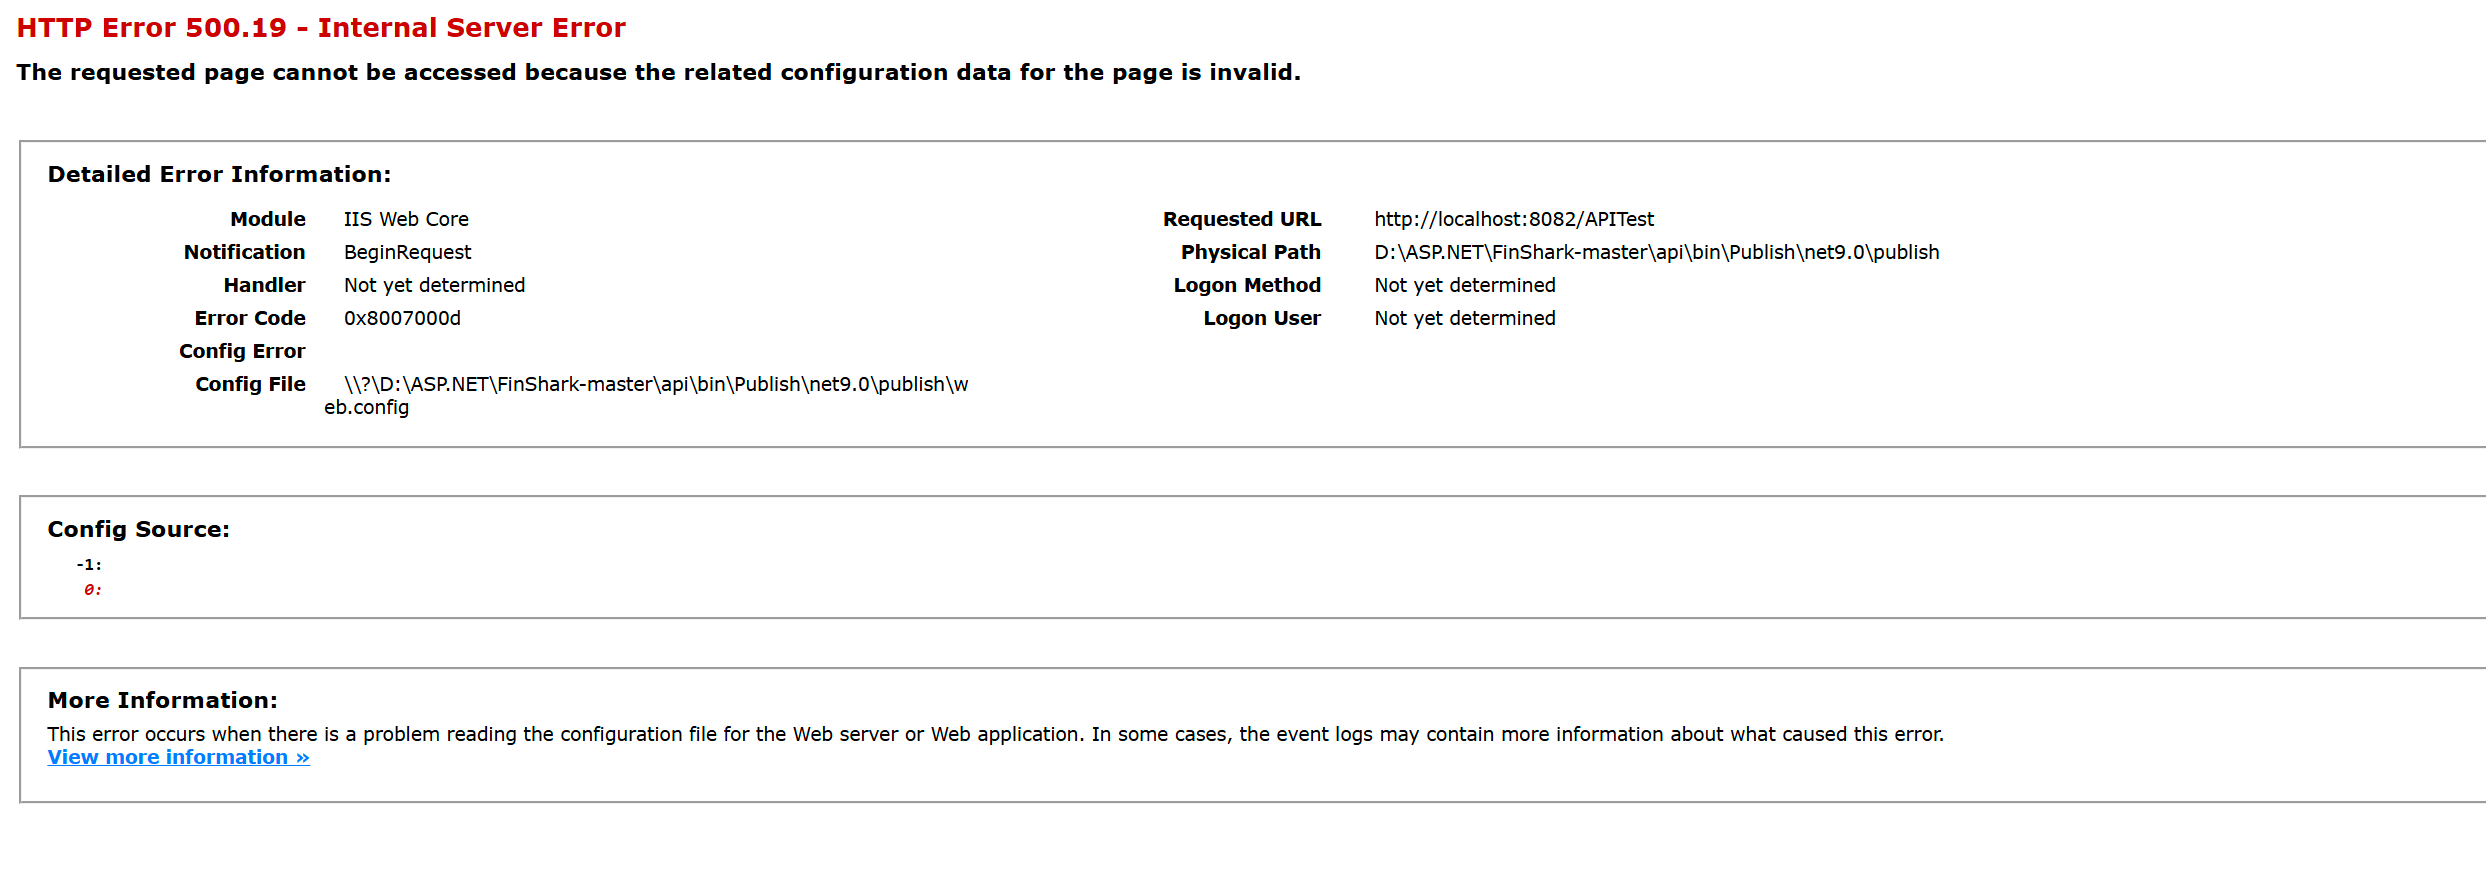 HTTP Error 500.19 - Internal Server Error
The requested page cannot be accessed because the related configuration data for the page is invalid.
Detailed Error Information:
Module IIS Web Core
Notification BeginRequest
Handler Not yet determined
Error Code 0x8007000d
Config Error
Config File \\?\D:\ASP.NET\FinShark-master\api\bin\Publish\net9.0\publish\w
eb.config
Requested URL http://localhost:8082/APITest
Physical Path D:\ASP.NET\FinShark-master\api\bin\Publish\net9.0\publish
Logon Method Not yet determined
Logon User Not yet determined
Config Source:
-1:
0:
More Information:
This error occurs when there is a problem reading the configuration file for the Web server or Web application. In some cases, the event logs may contain more information about what caused this error.
View more information »